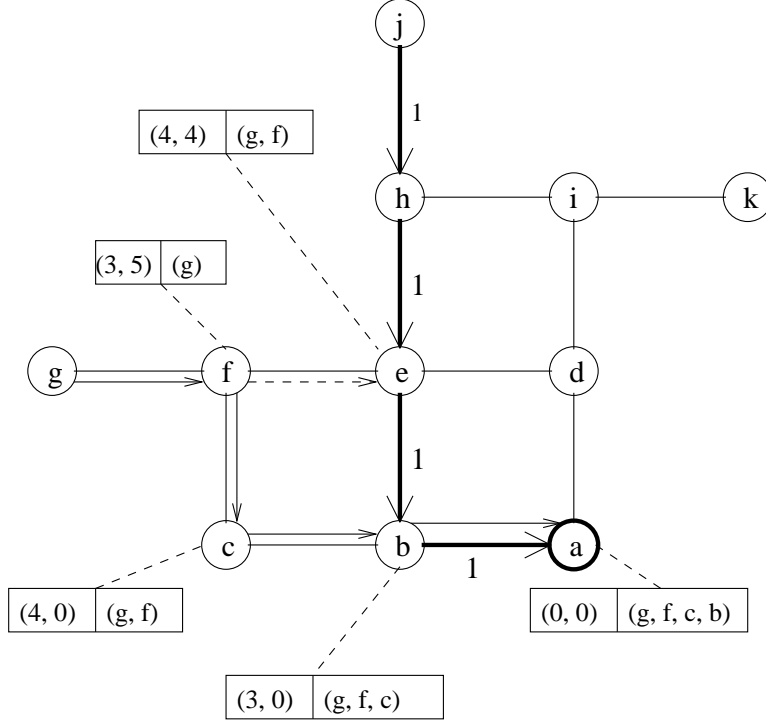 j
1
(4, 4) (g, f)
h i k
(3, 5) (g)
1
g f e d
1
c b a
1
(4, 0) (g, f)
(0, 0) (g, f, c, b)
(3, 0) (g, f, c)